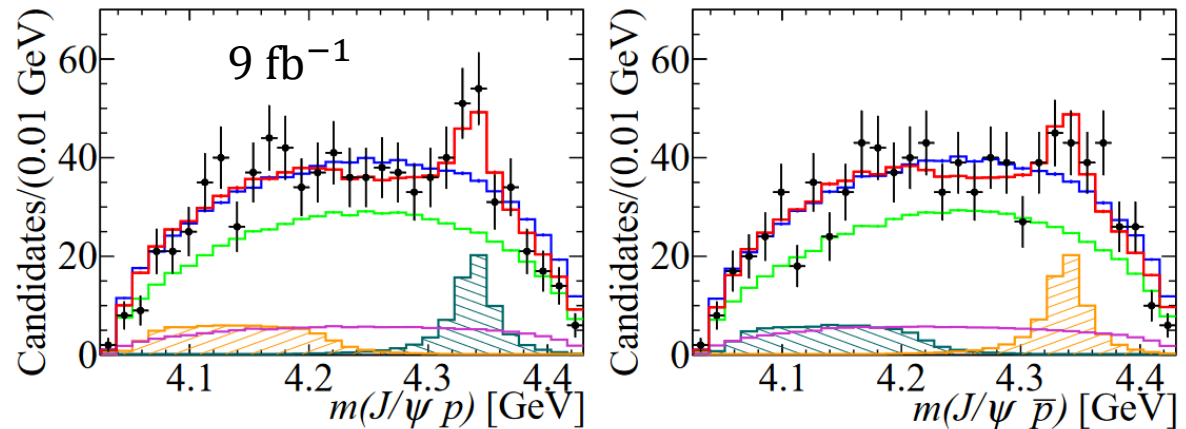 Candidates/(0.01 GeV)
60
40
20
0
9 fb⁻¹
4.1 4.2 4.3 4.4
m(J/ψ p) [GeV]
Candidates/(0.01 GeV)
60
40
20
0
4.1 4.2 4.3 4.4
m(J/ψ p̅) [GeV]